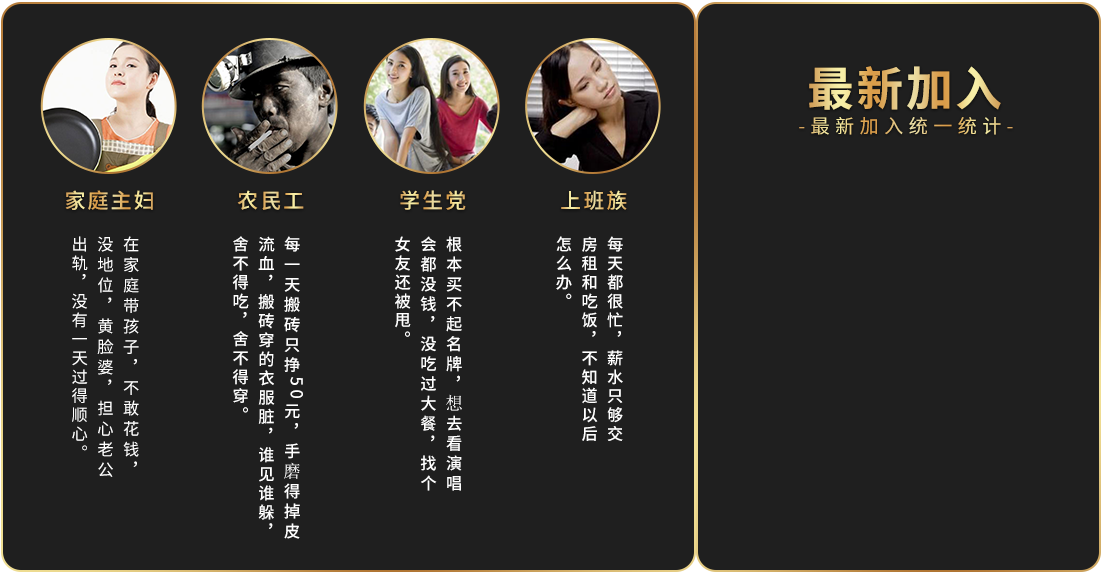 家庭主妇
在家庭带孩子，不敢花钱，
没地位，黄脸婆，担心老公
出轨，没有一天过得顺心。
农民工
每一天搬砖只挣50元，手磨得掉皮
流血，搬砖穿的衣服脏，谁见谁躲，
舍不得吃，舍不得穿。
学生党
根本买不起名牌，想去看演唱
会都没钱，没吃过大餐，找个
女友还被甩。
上班族
每天都很忙，薪水只够交
房租和吃饭，不知道以后
怎么办。
最新加入
-最新加入统一统计-